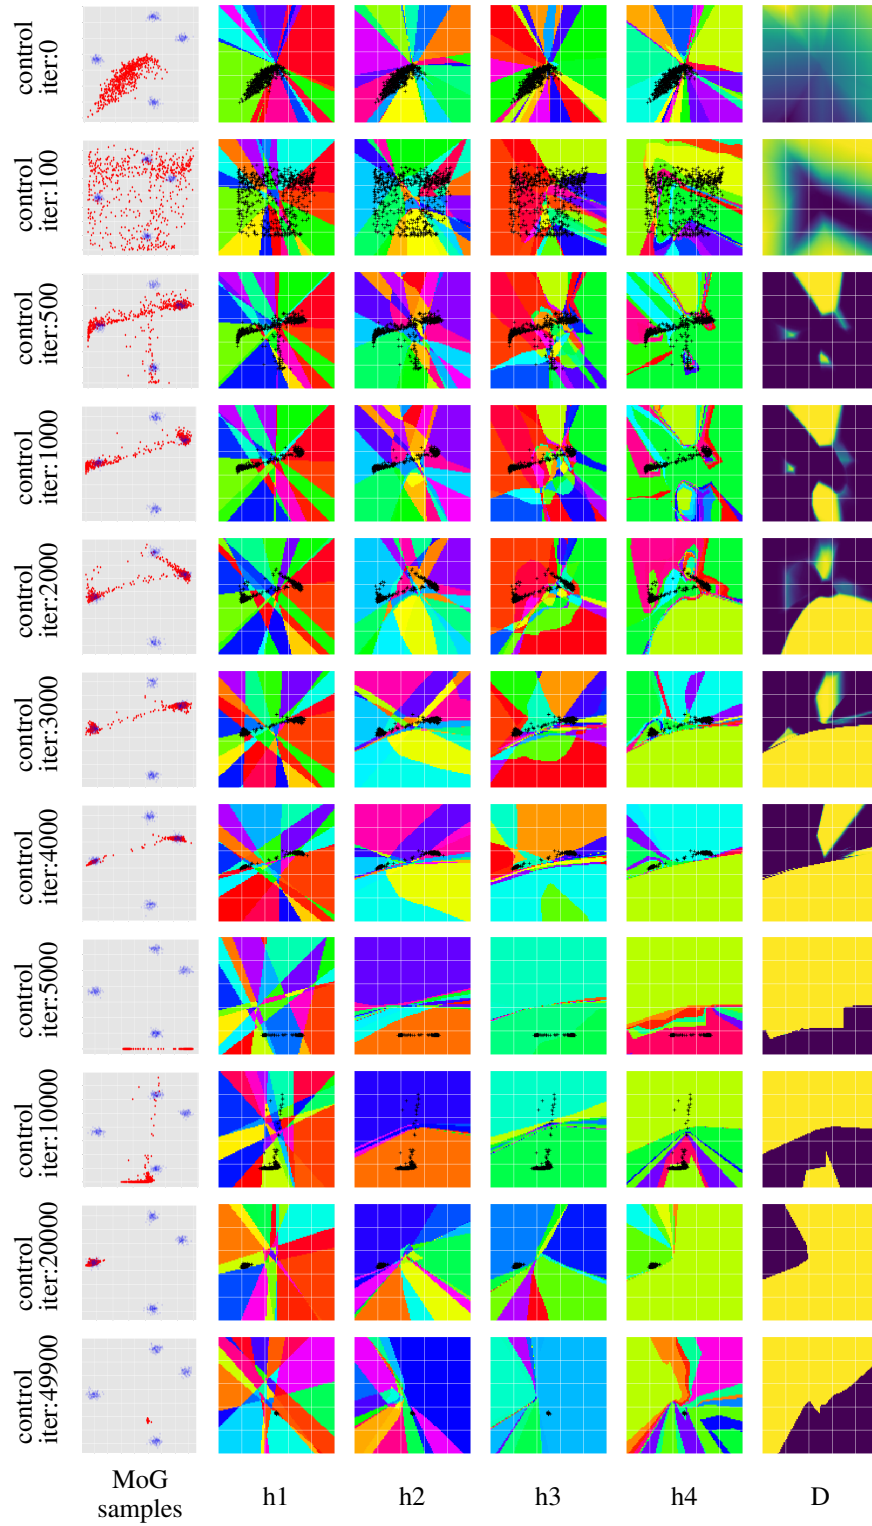 control
iter:0
control
iter:100
control
iter:500
control
iter:1000
control
iter:2000
control
iter:3000
control
iter:4000
control
iter:5000
control
iter:10000
control
iter:20000
control
iter:49900
MoG
samples
h1
h2
h3
h4
D